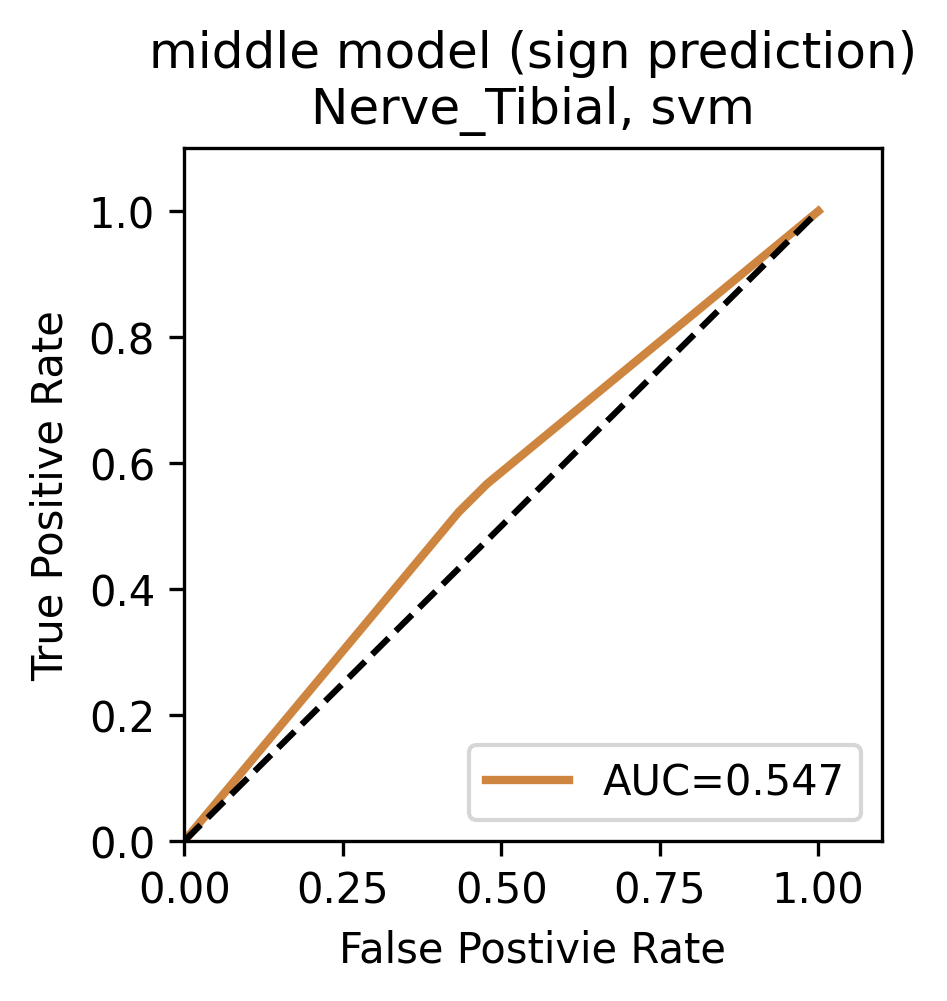 middle model (sign prediction)
Nerve_Tibial, svm
True Positive Rate
1.0
0.8
0.6
0.4
0.2
0.0
AUC=0.547
0.00 0.25 0.50 0.75 1.00
False Postivie Rate